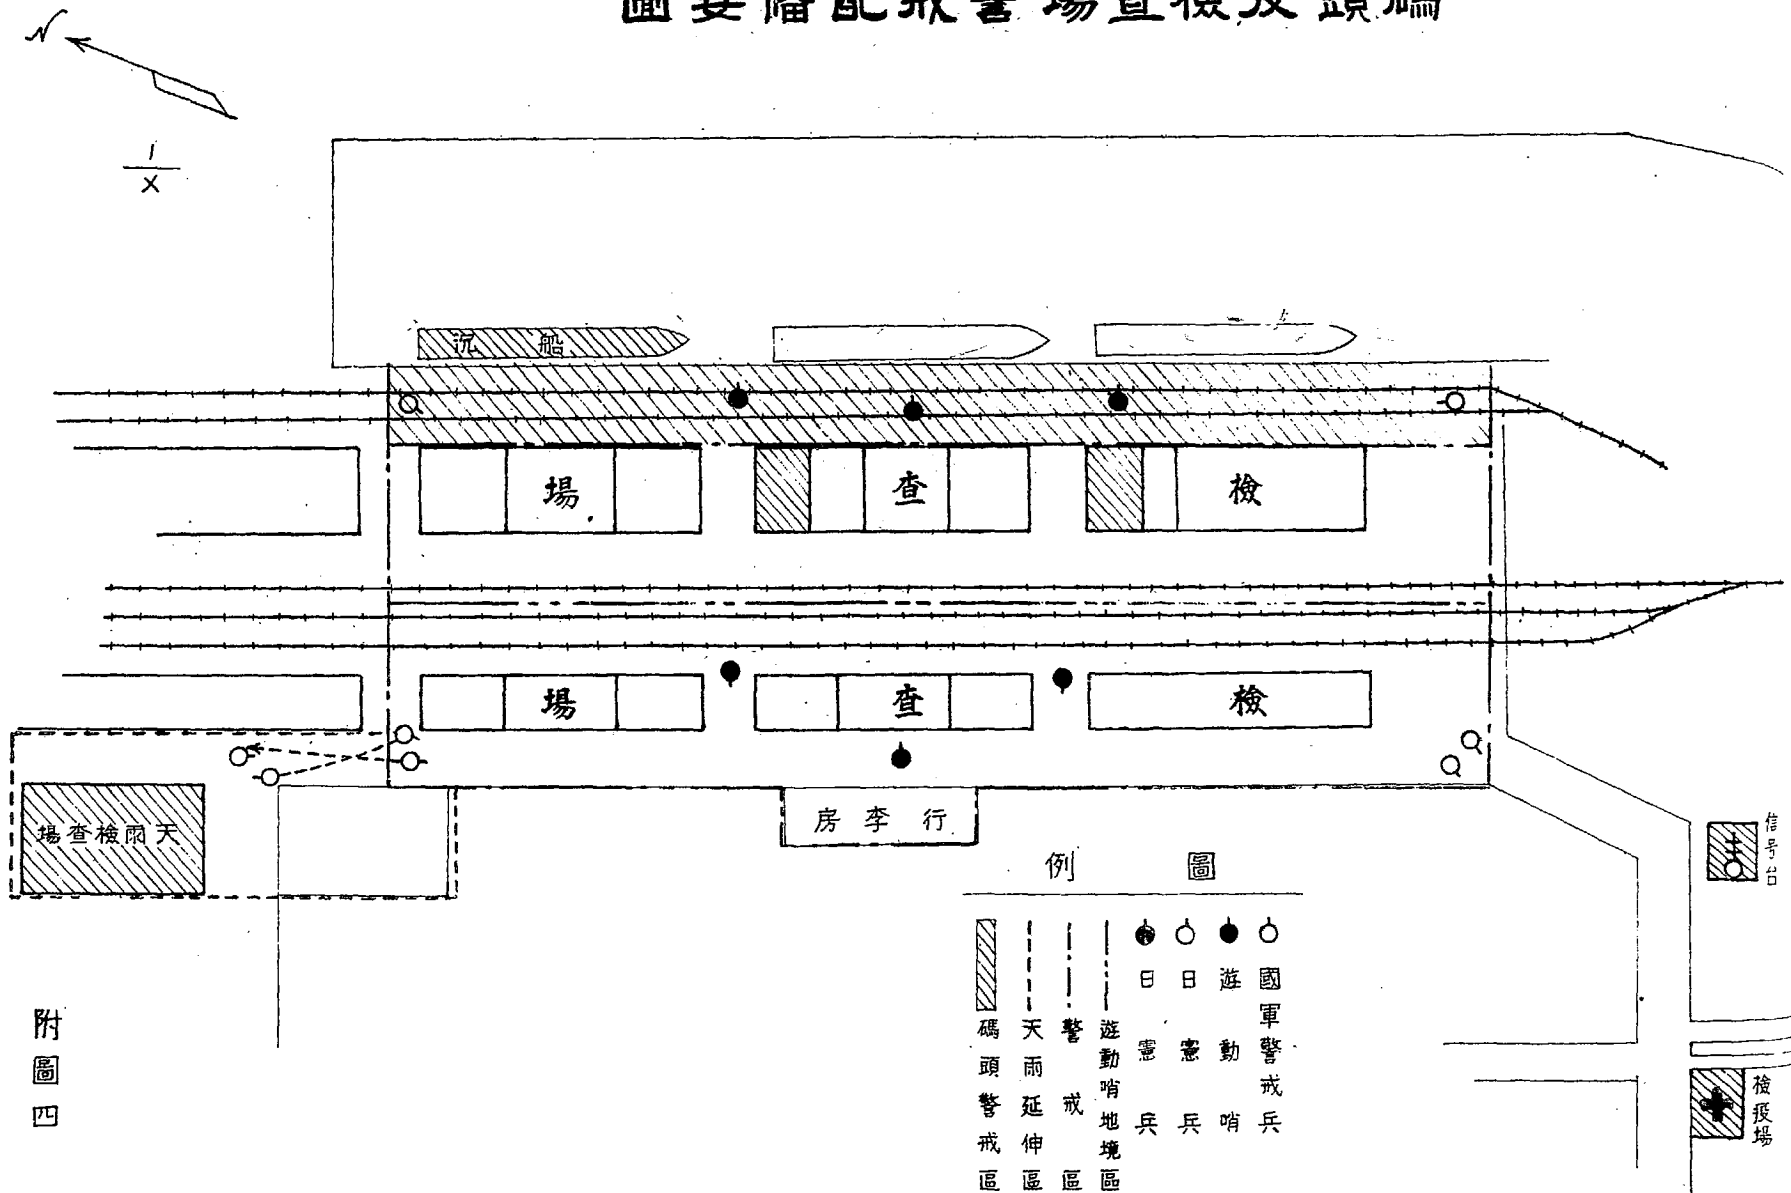 碼頭及檢查場警戒配備要圖
N
1
X
沉船
檢查場
檢查場
行李房
天雨檢查場
信号台
檢疫場
圖例
國軍警戒兵
遊動哨
日憲兵
日憲兵
遊動哨地境區
警戒區
天雨延伸區
碼頭警戒區
附圖四